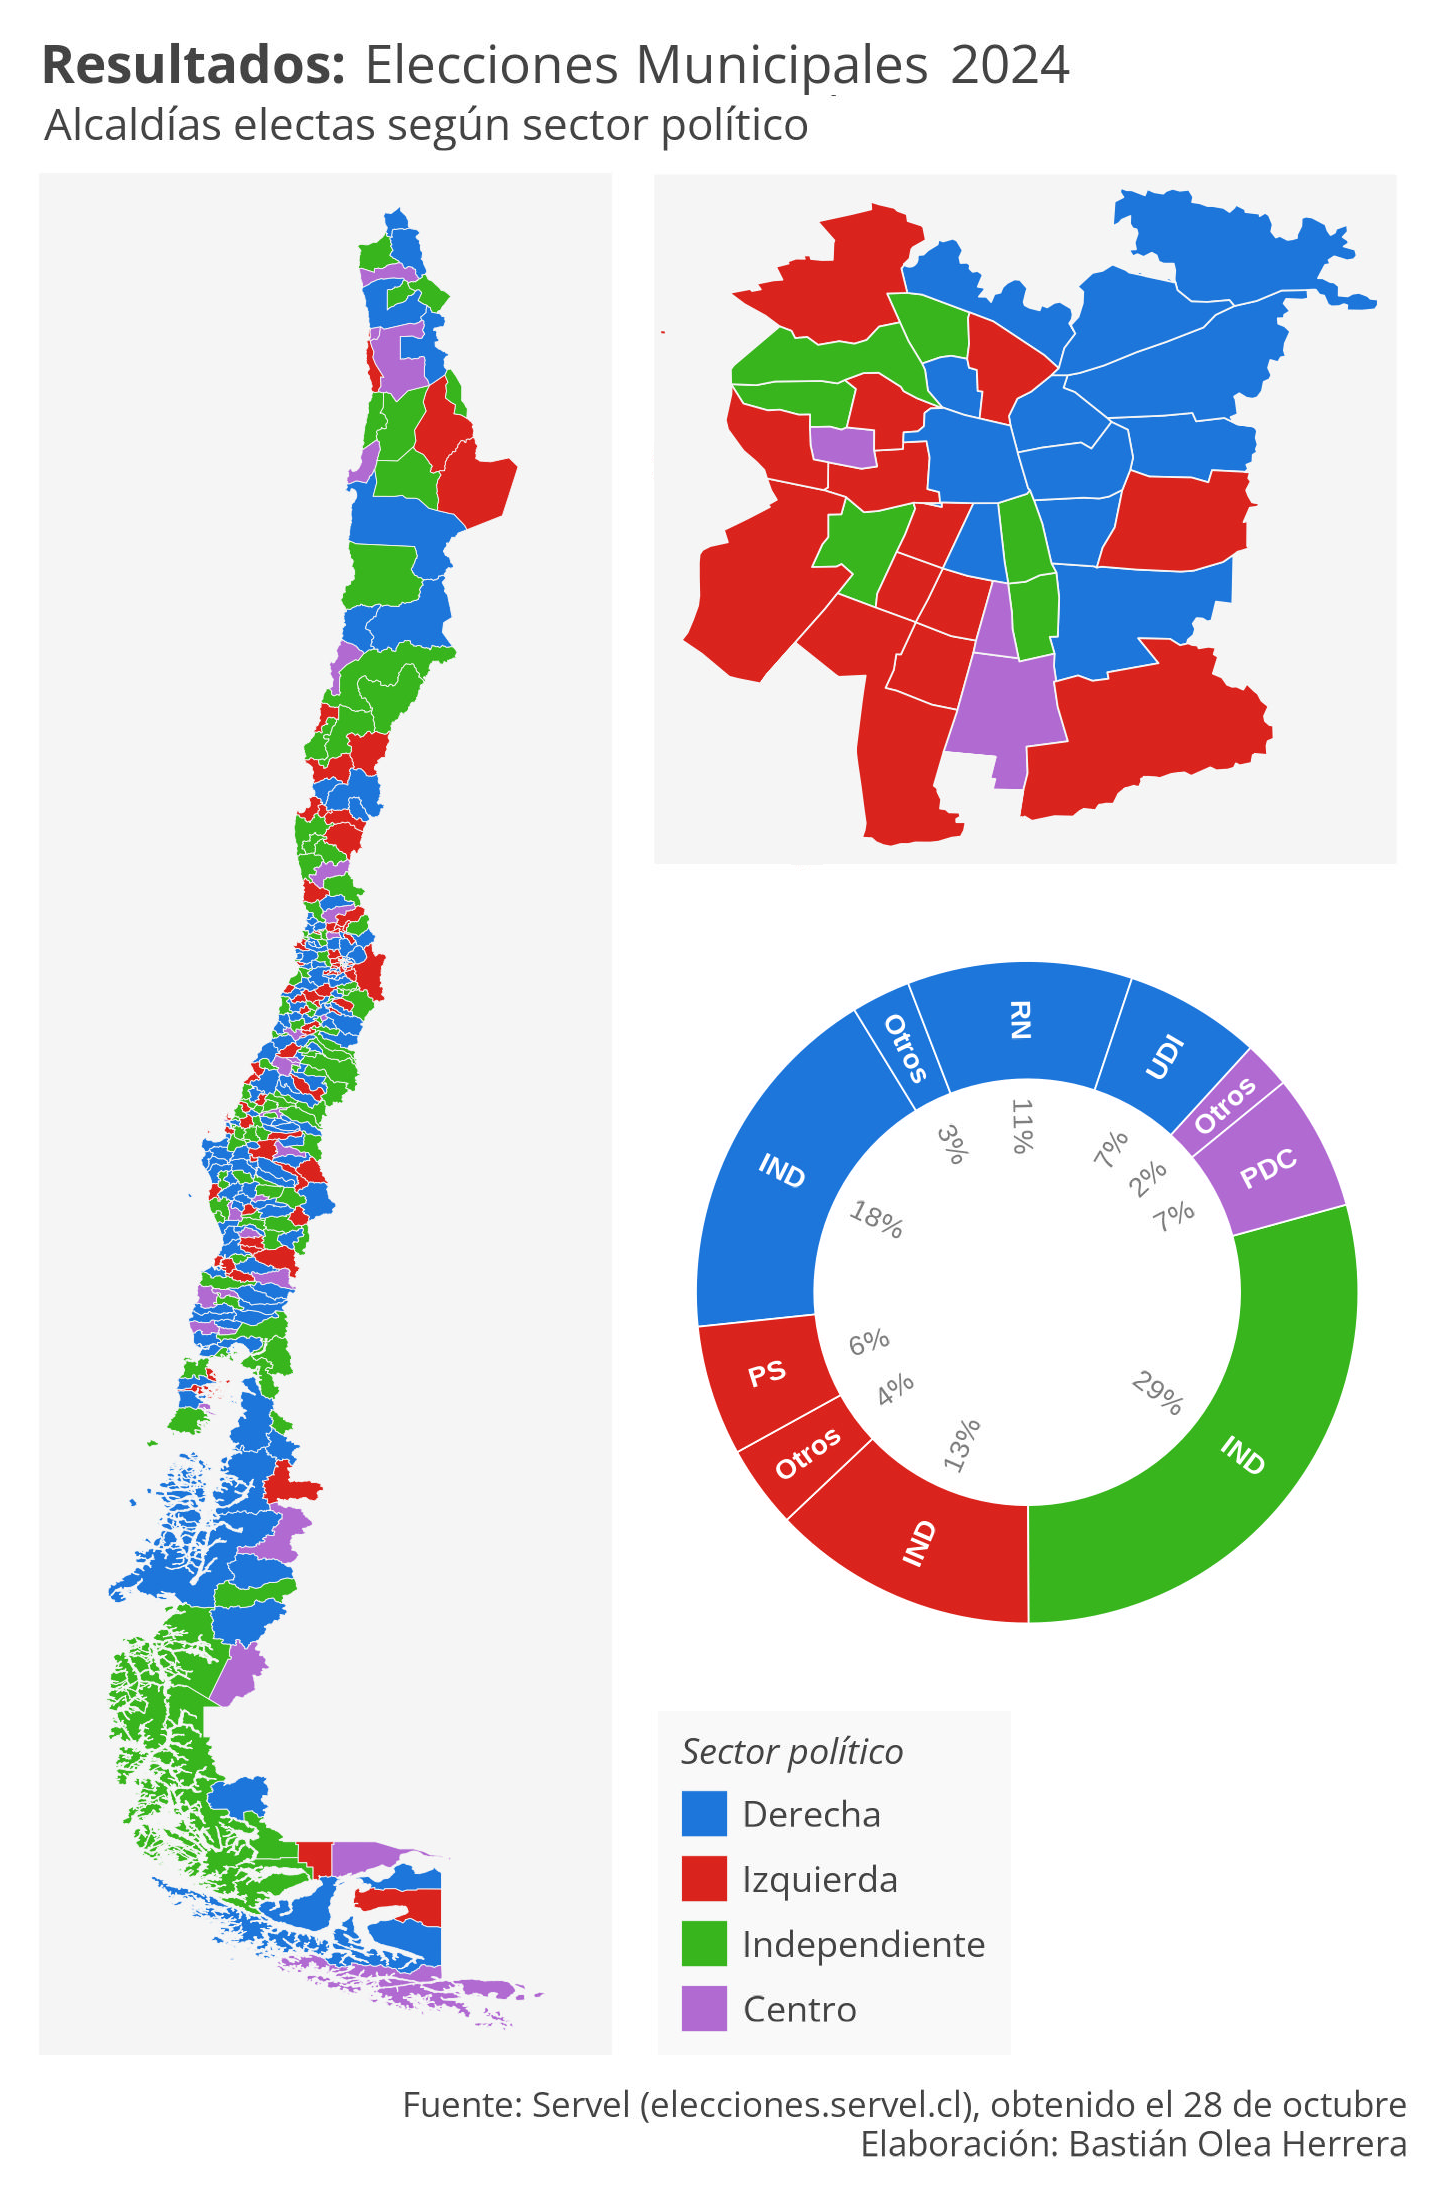 Resultados: Elecciones Municipales 2024
Alcaldías electas según sector político
Otros
RN
UDI
Otros
PDC
IND
3%
11%
7%
2%
7%
18%
6%
PS
4%
Otros
13%
IND
29%
IND
Sector político
Derecha
Izquierda
Independiente
Centro
Fuente: Servel (elecciones.servel.cl), obtenido el 28 de octubre
Elaboración: Bastián Olea Herrera